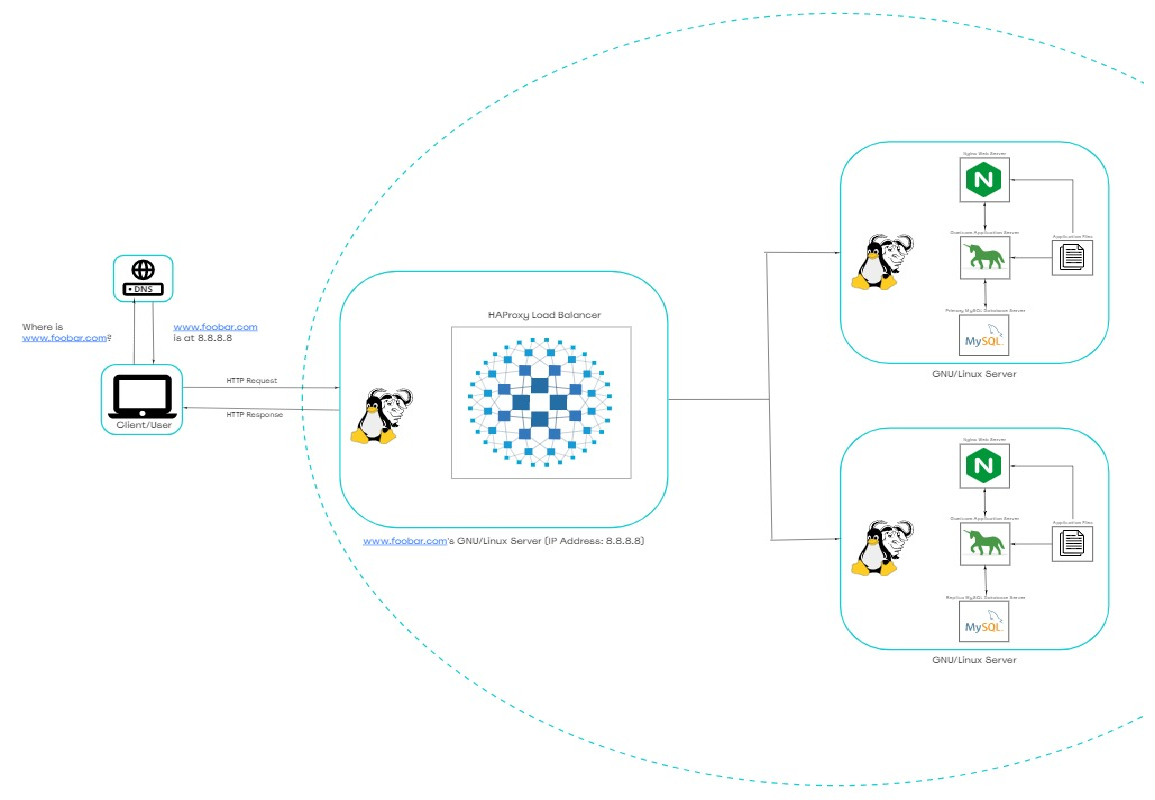 Nginx Web Server
N
Gunicorn Application Server
Application Files
Primary MySQL Database Server
MySQL
GNU/Linux Server
DNS
Where is
www.foobar.com?
www.foobar.com
is at 8.8.8.8
Client/User
HTTP Request
HTTP Response
HAProxy Load Balancer
www.foobar.com's GNU/Linux Server (IP Address: 8.8.8.8)
Nginx Web Server
N
Gunicorn Application Server
Application Files
Replica MySQL Database Server
MySQL
GNU/Linux Server